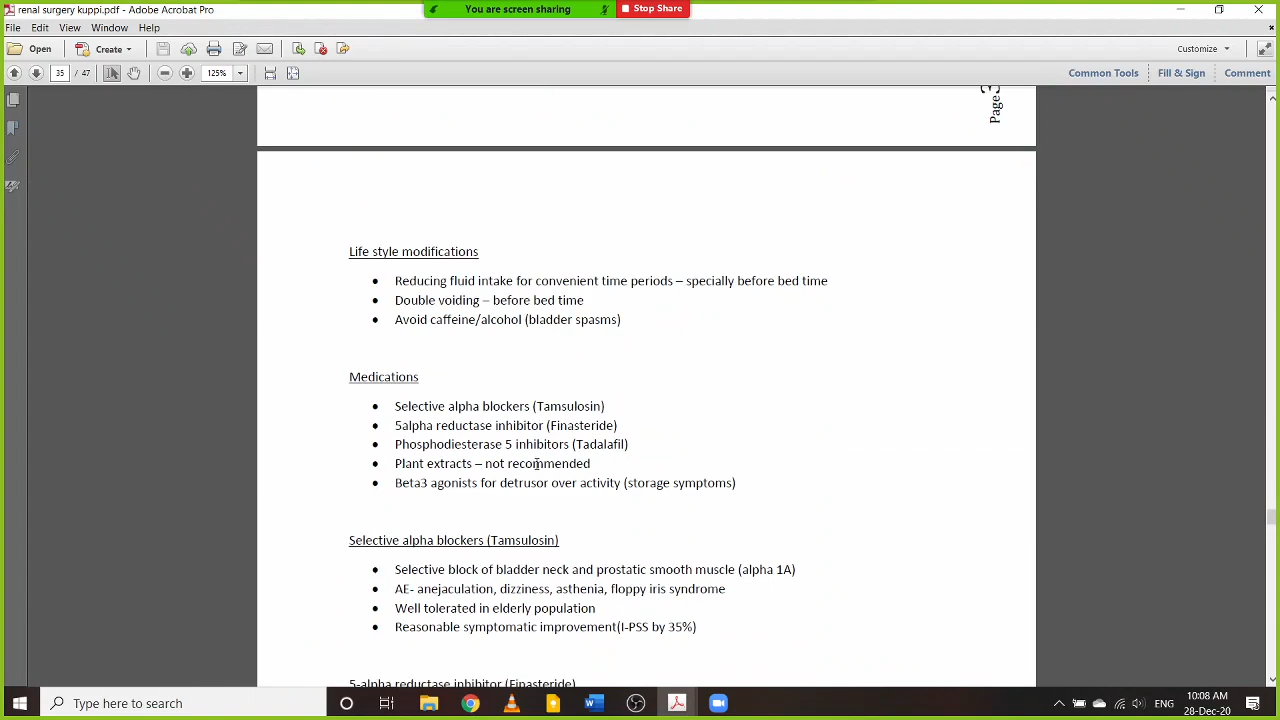 renal surgery kuppi.pdf - Adobe Acrobat Pro
You are screen sharing
Stop Share
File Edit View Window Help
Open Create Customize
35 / 47 125% Common Tools Fill & Sign Comment
Page 3
Life style modifications
• Reducing fluid intake for convenient time periods – specially before bed time
• Double voiding – before bed time
• Avoid caffeine/alcohol (bladder spasms)
Medications
• Selective alpha blockers (Tamsulosin)
• 5alpha reductase inhibitor (Finasteride)
• Phosphodiesterase 5 inhibitors (Tadalafil)
• Plant extracts – not recommended
• Beta3 agonists for detrusor over activity (storage symptoms)
Selective alpha blockers (Tamsulosin)
• Selective block of bladder neck and prostatic smooth muscle (alpha 1A)
• AE- anejaculation, dizziness, asthenia, floppy iris syndrome
• Well tolerated in elderly population
• Reasonable symptomatic improvement(I-PSS by 35%)
5-alpha reductase inhibitor (Finasteride)
Type here to search
ENG
10:08 AM
28-Dec-20